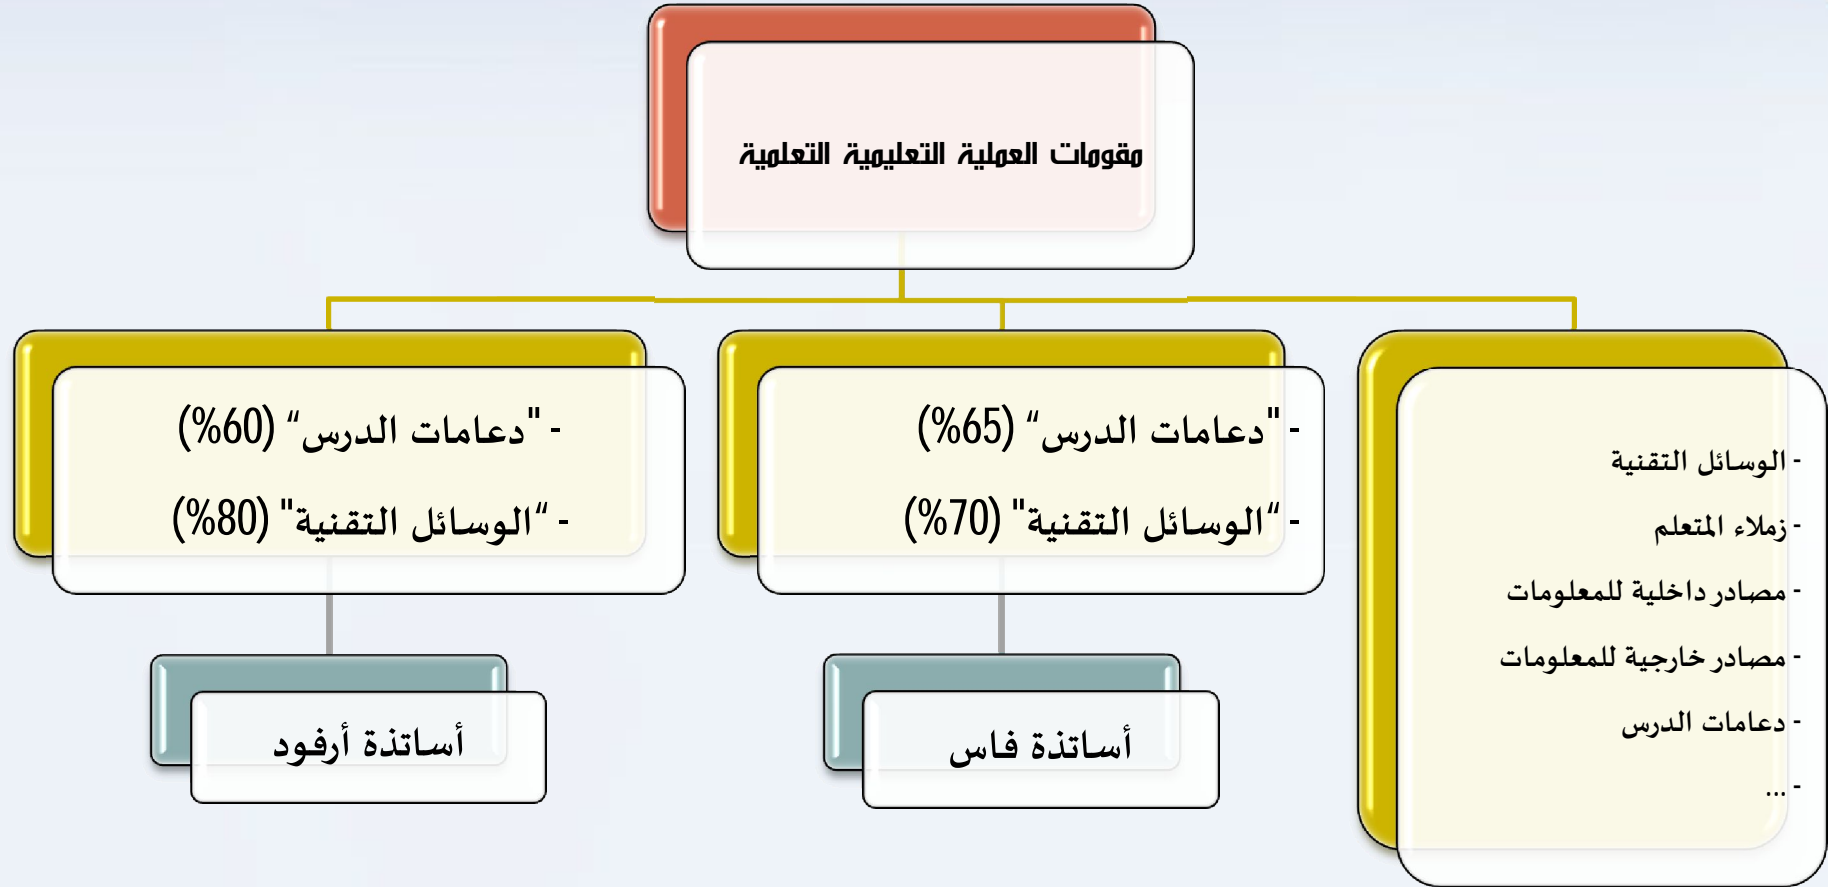 مقومات العملية التعليمية التعلمية
- الوسائل التقنية
- زملاء المتعلم
- مصادر داخلية للمعلومات
- مصادر خارجية للمعلومات
- دعامات الدرس
- ...
- "دعامات الدرس“ (65%)
- “الوسائل التقنية" (70%)
أساتذة فاس
- "دعامات الدرس“ (60%)
- “الوسائل التقنية" (80%)
أساتذة أرفود